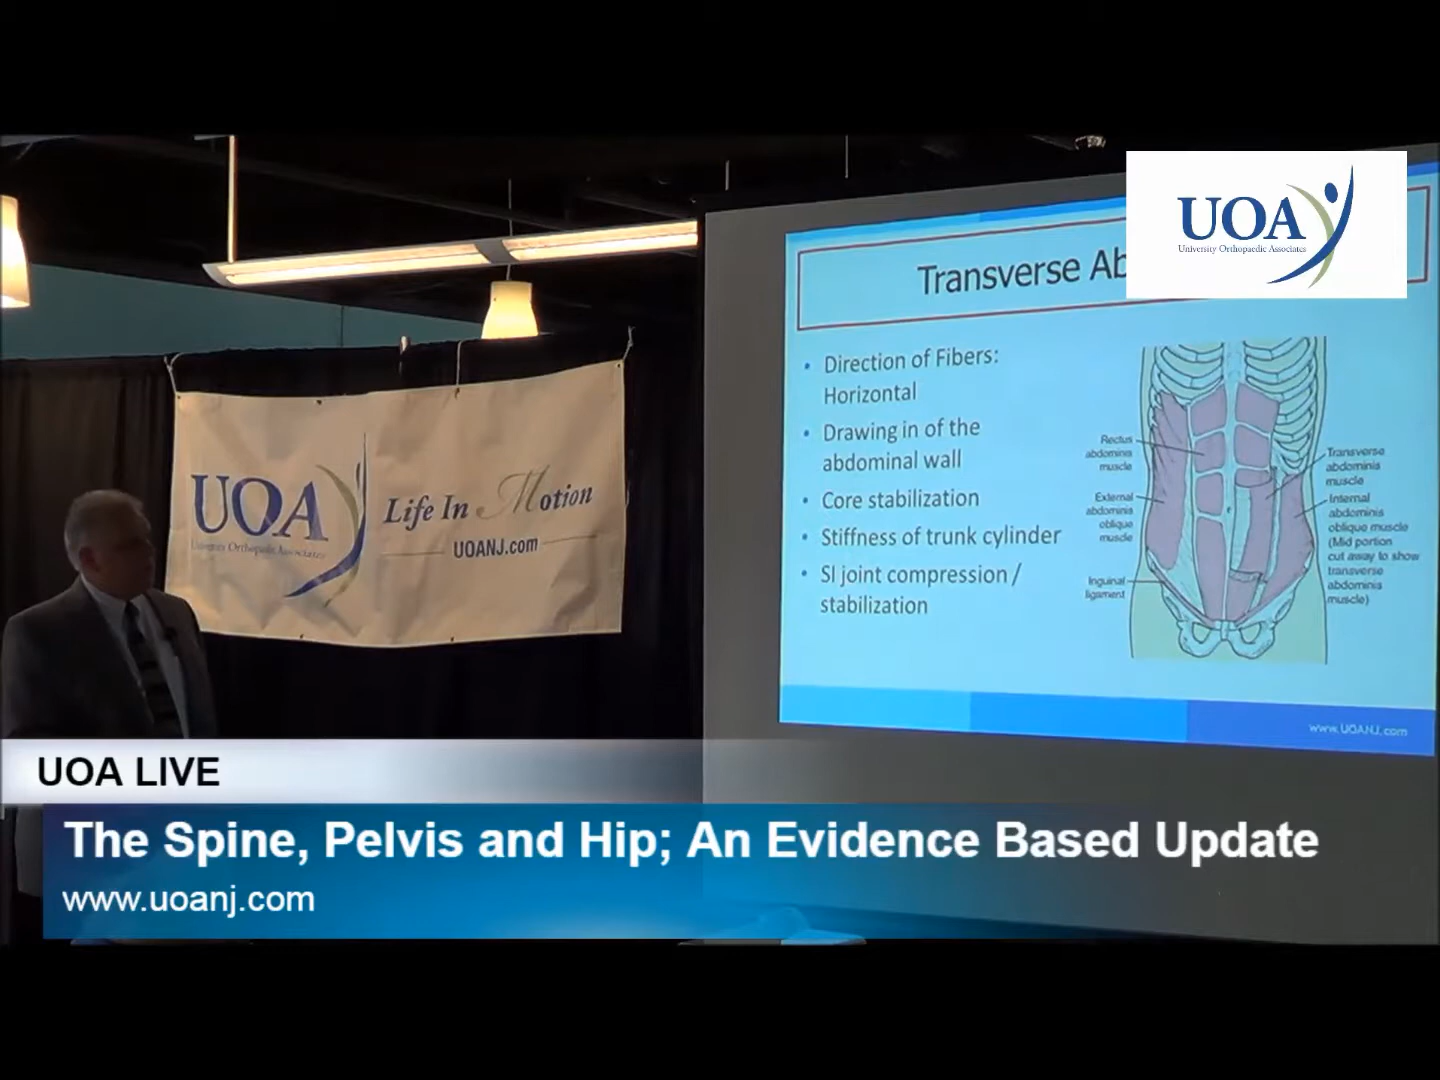 UOA
University Orthopaedic Associates
Transverse Ab
• Direction of Fibers:
Horizontal
• Drawing in of the
abdominal wall
• Core stabilization
• Stiffness of trunk cylinder
• SI joint compression /
stabilization
Rectus
abdominis
muscle
External
abdominis
oblique
muscle
Inguinal
ligament
Transverse
abdominis
muscle
Internal
abdominis
oblique muscle
(Mid portion
cut away to show
transverse
abdominis
muscle)
www.UOANJ.com
UOA
University Orthopaedic Associates
Life In Motion
UOANJ.com
UOA LIVE
The Spine, Pelvis and Hip; An Evidence Based Update
www.uoanj.com